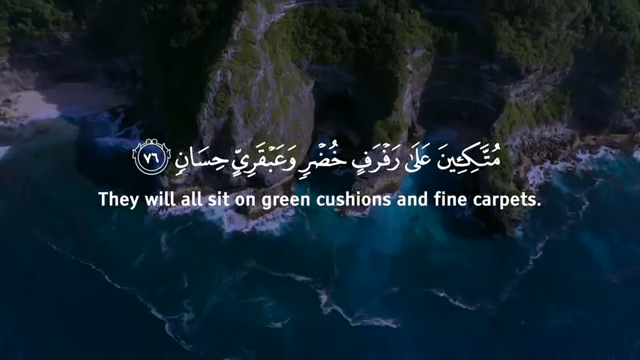 مُتَّكِـِٔينَ عَلَىٰ رَفْرَفٍ خُضْرٍ وَعَبْقَرِىٍّ حِسَانٍ ٧٦
They will all sit on green cushions and fine carpets.